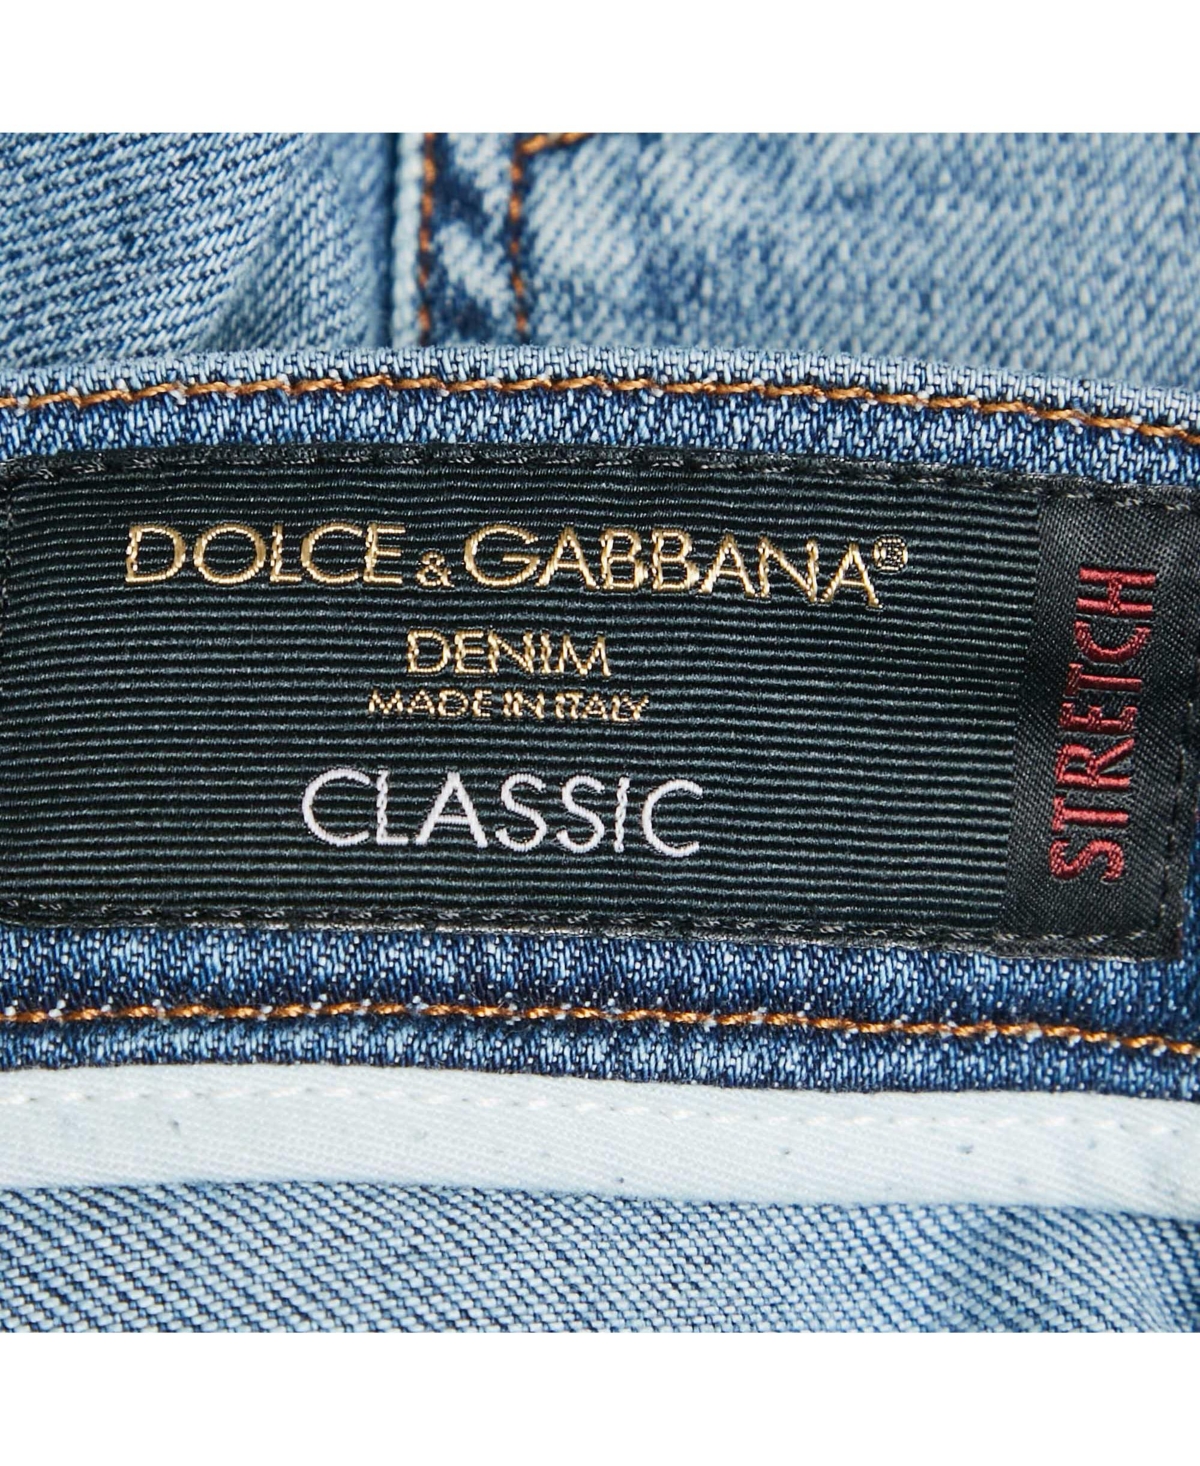 DOLCE & GABBANA®
DENIM
MADE IN ITALY
CLASSIC
STRETCH